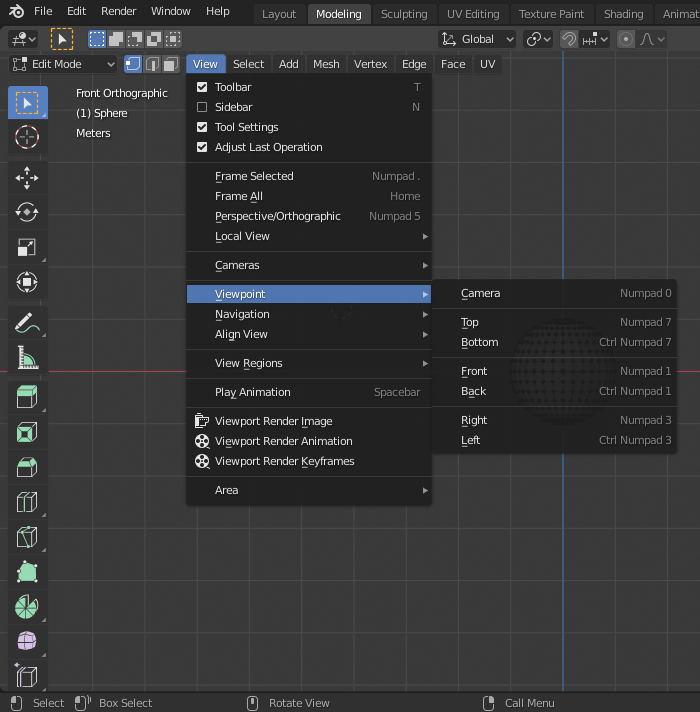 File Edit Render Window Help Layout Modeling Sculpting UV Editing Texture Paint Shading Animat
Global
Edit Mode View Select Add Mesh Vertex Edge Face UV
Front Orthographic
(1) Sphere
Meters
Toolbar T
Sidebar N
Tool Settings
Adjust Last Operation
Frame Selected Numpad .
Frame All Home
Perspective/Orthographic Numpad 5
Local View
Cameras
Viewpoint
Navigation
Align View
View Regions
Play Animation Spacebar
Viewport Render Image
Viewport Render Animation
Viewport Render Keyframes
Area
Camera Numpad 0
Top Numpad 7
Bottom Ctrl Numpad 7
Front Numpad 1
Back Ctrl Numpad 1
Right Numpad 3
Left Ctrl Numpad 3
Select Box Select Rotate View Call Menu